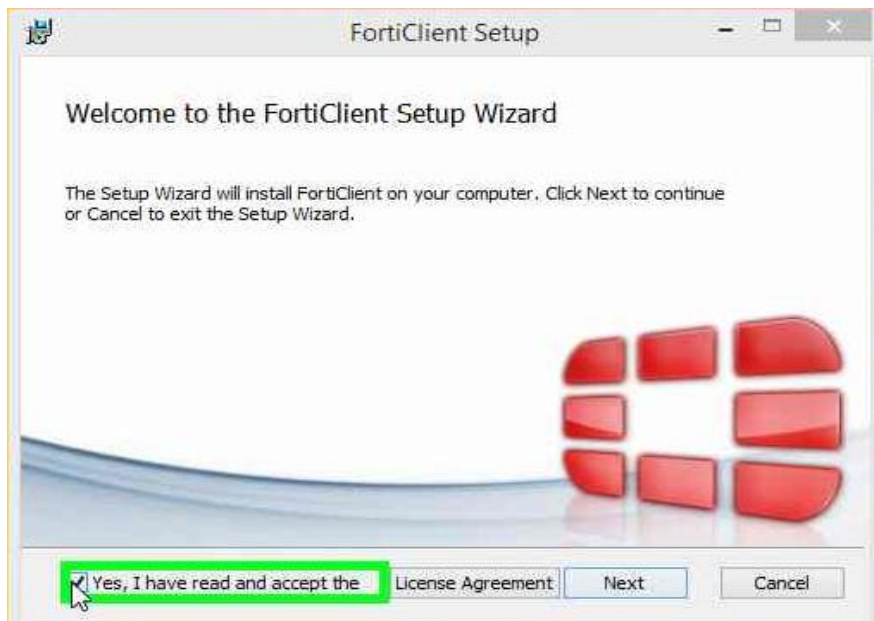 FortiClient Setup
Welcome to the FortiClient Setup Wizard
The Setup Wizard will install FortiClient on your computer. Click Next to continue
or Cancel to exit the Setup Wizard.
Yes, I have read and accept the License Agreement Next Cancel